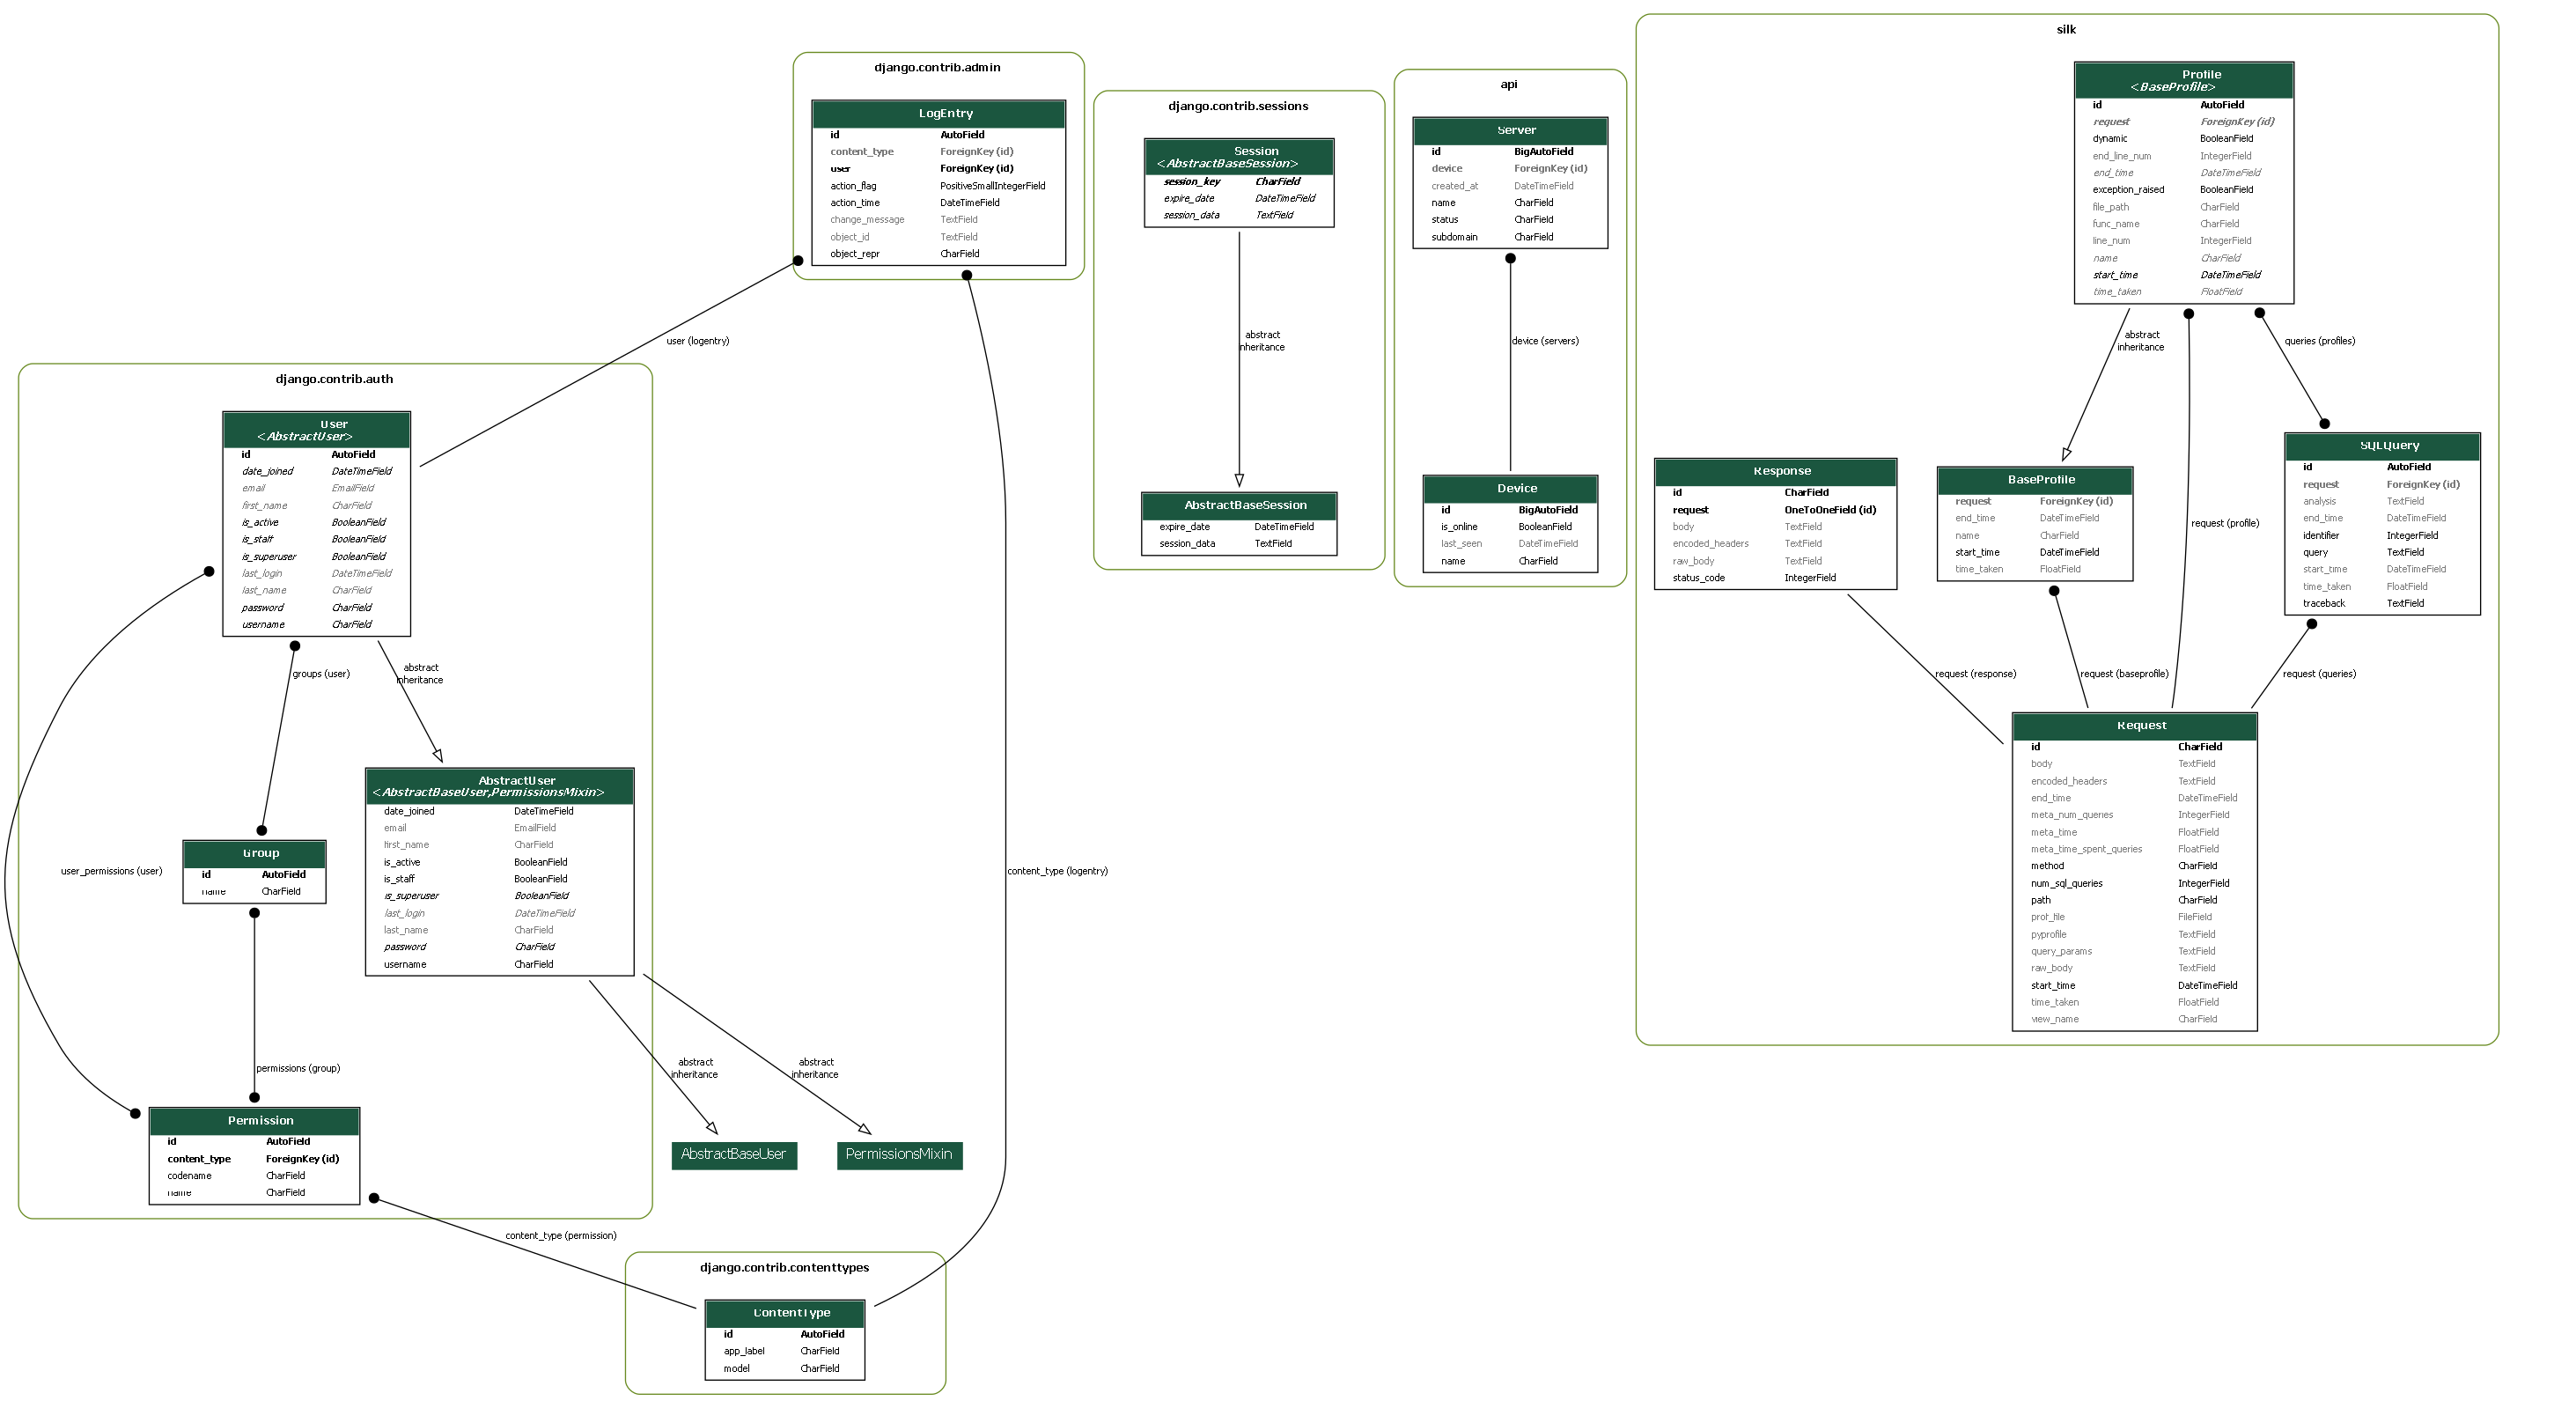 django.contrib.admin
LogEntry
id AutoField
content_type ForeignKey (id)
user ForeignKey (id)
action_flag PositiveSmallIntegerField
action_time DateTimeField
change_message TextField
object_id TextField
object_repr CharField
user (logentry)
content_type (logentry)
django.contrib.sessions
Session
<AbstractBaseSession>
session_key CharField
expire_date DateTimeField
session_data TextField
abstract
inheritance
AbstractBaseSession
expire_date DateTimeField
session_data TextField
api
Server
id BigAutoField
device ForeignKey (id)
created_at DateTimeField
name CharField
status CharField
subdomain CharField
device (servers)
Device
id BigAutoField
is_online BooleanField
last_seen DateTimeField
name CharField
silk
Profile
<BaseProfile>
id AutoField
request ForeignKey (id)
dynamic BooleanField
end_line_num IntegerField
end_time DateTimeField
exception_raised BooleanField
file_path CharField
func_name CharField
line_num IntegerField
name CharField
start_time DateTimeField
time_taken FloatField
abstract
inheritance
queries (profiles)
request (profile)
Response
id CharField
request OneToOneField (id)
body TextField
encoded_headers TextField
raw_body TextField
status_code IntegerField
BaseProfile
request ForeignKey (id)
end_time DateTimeField
name CharField
start_time DateTimeField
time_taken FloatField
SQLQuery
id AutoField
request ForeignKey (id)
analysis TextField
end_time DateTimeField
identifier IntegerField
query TextField
start_time DateTimeField
time_taken FloatField
traceback TextField
request (response)
request (baseprofile)
request (queries)
Request
id CharField
body TextField
encoded_headers TextField
end_time DateTimeField
meta_num_queries IntegerField
meta_time FloatField
meta_time_spent_queries FloatField
method CharField
num_sql_queries IntegerField
path CharField
prof_file FileField
pyprofile TextField
query_params TextField
raw_body TextField
start_time DateTimeField
time_taken FloatField
view_name CharField
django.contrib.auth
User
<AbstractUser>
id AutoField
date_joined DateTimeField
email EmailField
first_name CharField
is_active BooleanField
is_staff BooleanField
is_superuser BooleanField
last_login DateTimeField
last_name CharField
password CharField
username CharField
groups (user)
abstract
inheritance
user_permissions (user)
Group
id AutoField
name CharField
AbstractUser
<AbstractBaseUser,PermissionsMixin>
date_joined DateTimeField
email EmailField
first_name CharField
is_active BooleanField
is_staff BooleanField
is_superuser BooleanField
last_login DateTimeField
last_name CharField
password CharField
username CharField
permissions (group)
abstract
inheritance
abstract
inheritance
Permission
id AutoField
content_type ForeignKey (id)
codename CharField
name CharField
AbstractBaseUser
PermissionsMixin
content_type (permission)
django.contrib.contenttypes
ContentType
id AutoField
app_label CharField
model CharField